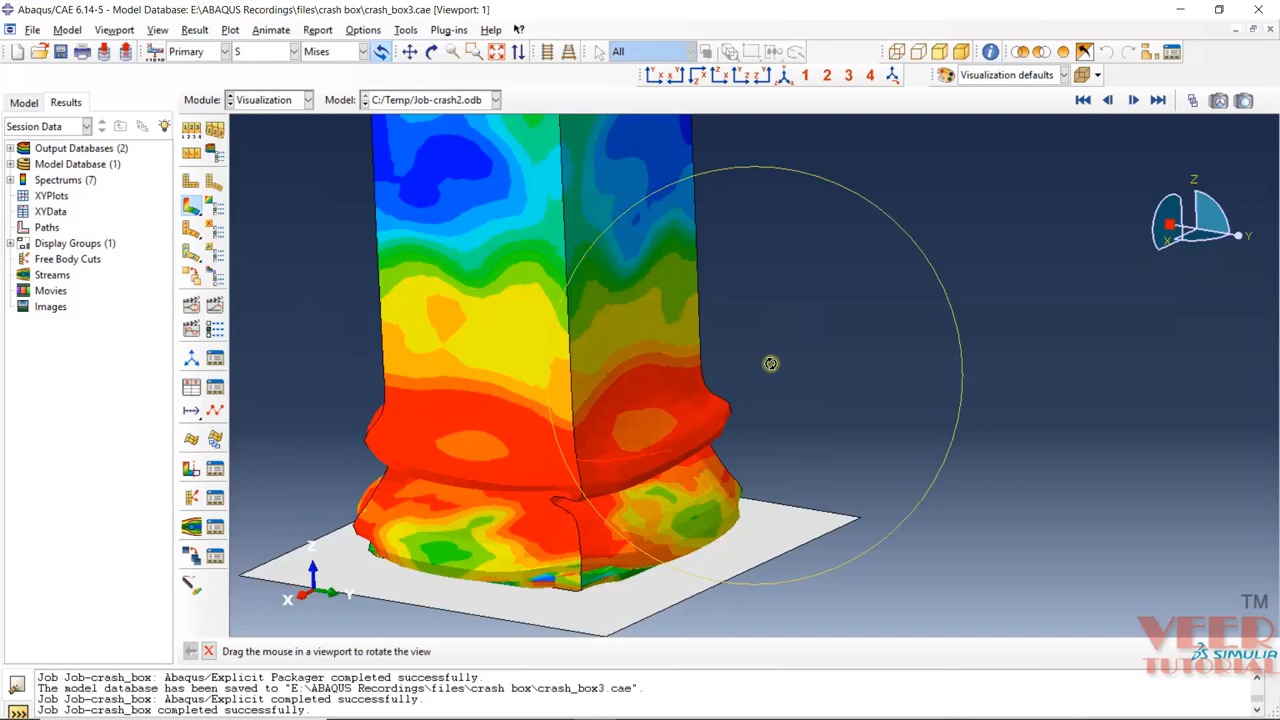 Abaqus/CAE 6.14-5 - Model Database: E:\ABAQUS Recordings\files\crash box\crash_box3.cae [Viewport: 1]
File Model Viewport View Result Plot Animate Report Options Tools Plug-ins Help
Primary S Mises All
1 2 3 4 Visualization defaults
Model Results Module: Visualization Model: C:/Temp/Job-crash2.odb
Session Data
Output Databases (2)
Model Database (1)
Spectrums (7)
XYPlots
XYData
Paths
Display Groups (1)
Free Body Cuts
Streams
Movies
Images
Z
X Y
Z
X Y
TM
VEER
SIMULIA
TUTORIAL
Drag the mouse in a viewport to rotate the view
Job Job-crash_box: Abaqus/Explicit Packager completed successfully.
The model database has been saved to "E:\ABAQUS Recordings\files\crash box\crash_box3.cae".
Job Job-crash_box: Abaqus/Explicit completed successfully.
Job Job-crash_box completed successfully.